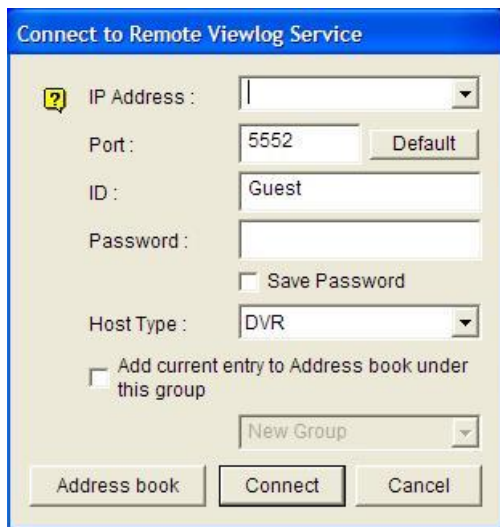 Connect to Remote Viewlog Service
? IP Address :
Port : 5552 Default
ID : Guest
Password :
Save Password
Host Type : DVR
Add current entry to Address book under
this group
New Group
Address book Connect Cancel